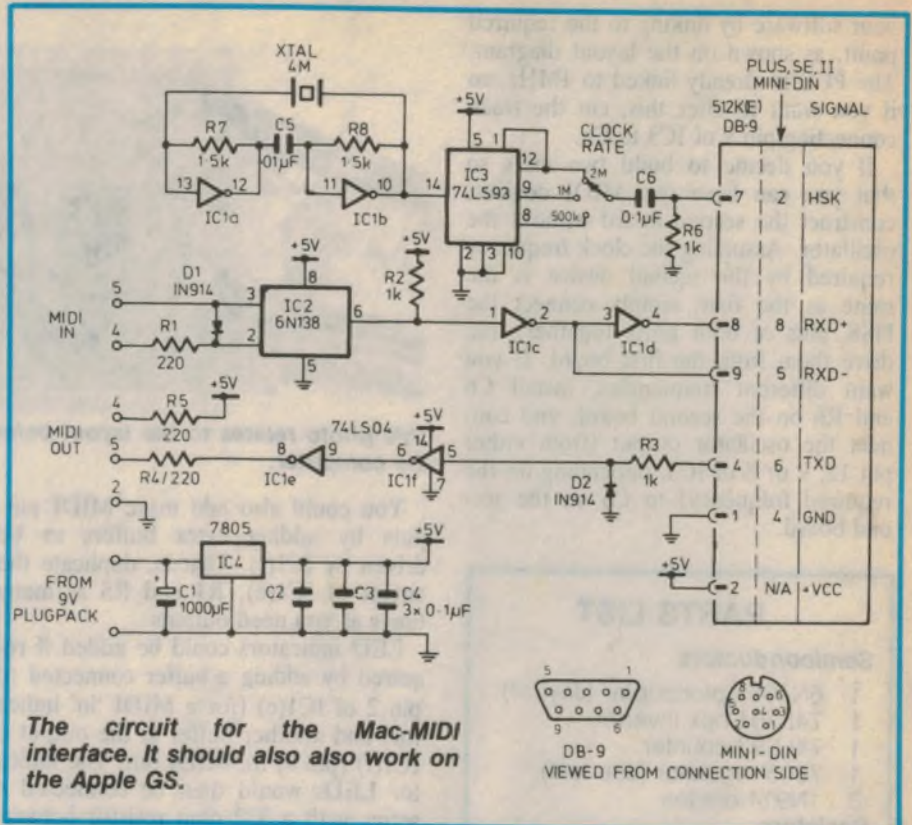 XTAL
4M
R7
1·5k
C5
·01µF
R8
1·5k
13
12
IC1a
11
10
IC1b
14
+5V
5
1
IC3
74LS93
12
9
8
2
3
10
CLOCK
RATE
2M
1M
500k
C6
0·1µF
R6
1k
PLUS, SE, II
MINI-DIN
512K(E)
DB-9
SIGNAL
7
2
HSK
8
8
RXD+
9
5
RXD-
4
6
TXD
1
4
GND
+5V
2
N/A
+VCC
MIDI
IN
5
4
D1
IN914
R1
220
+5V
8
3
2
IC2
6N138
6
5
+5V
R2
1k
1
2
IC1c
3
4
IC1d
MIDI
OUT
4
5
2
R5
220
+5V
R4/220
74LS04
8
9
IC1e
+5V
14
6
5
7
IC1f
R3
1k
D2
IN914
FROM
9V
PLUGPACK
7805
IC4
+
C1
1000µF
C2
C3
C4
3x0·1µF
+5V
5
1
9
6
DB-9
MINI-DIN
VIEWED FROM CONNECTION SIDE
The circuit for the Mac-MIDI
interface. It should also also work on
the Apple GS.